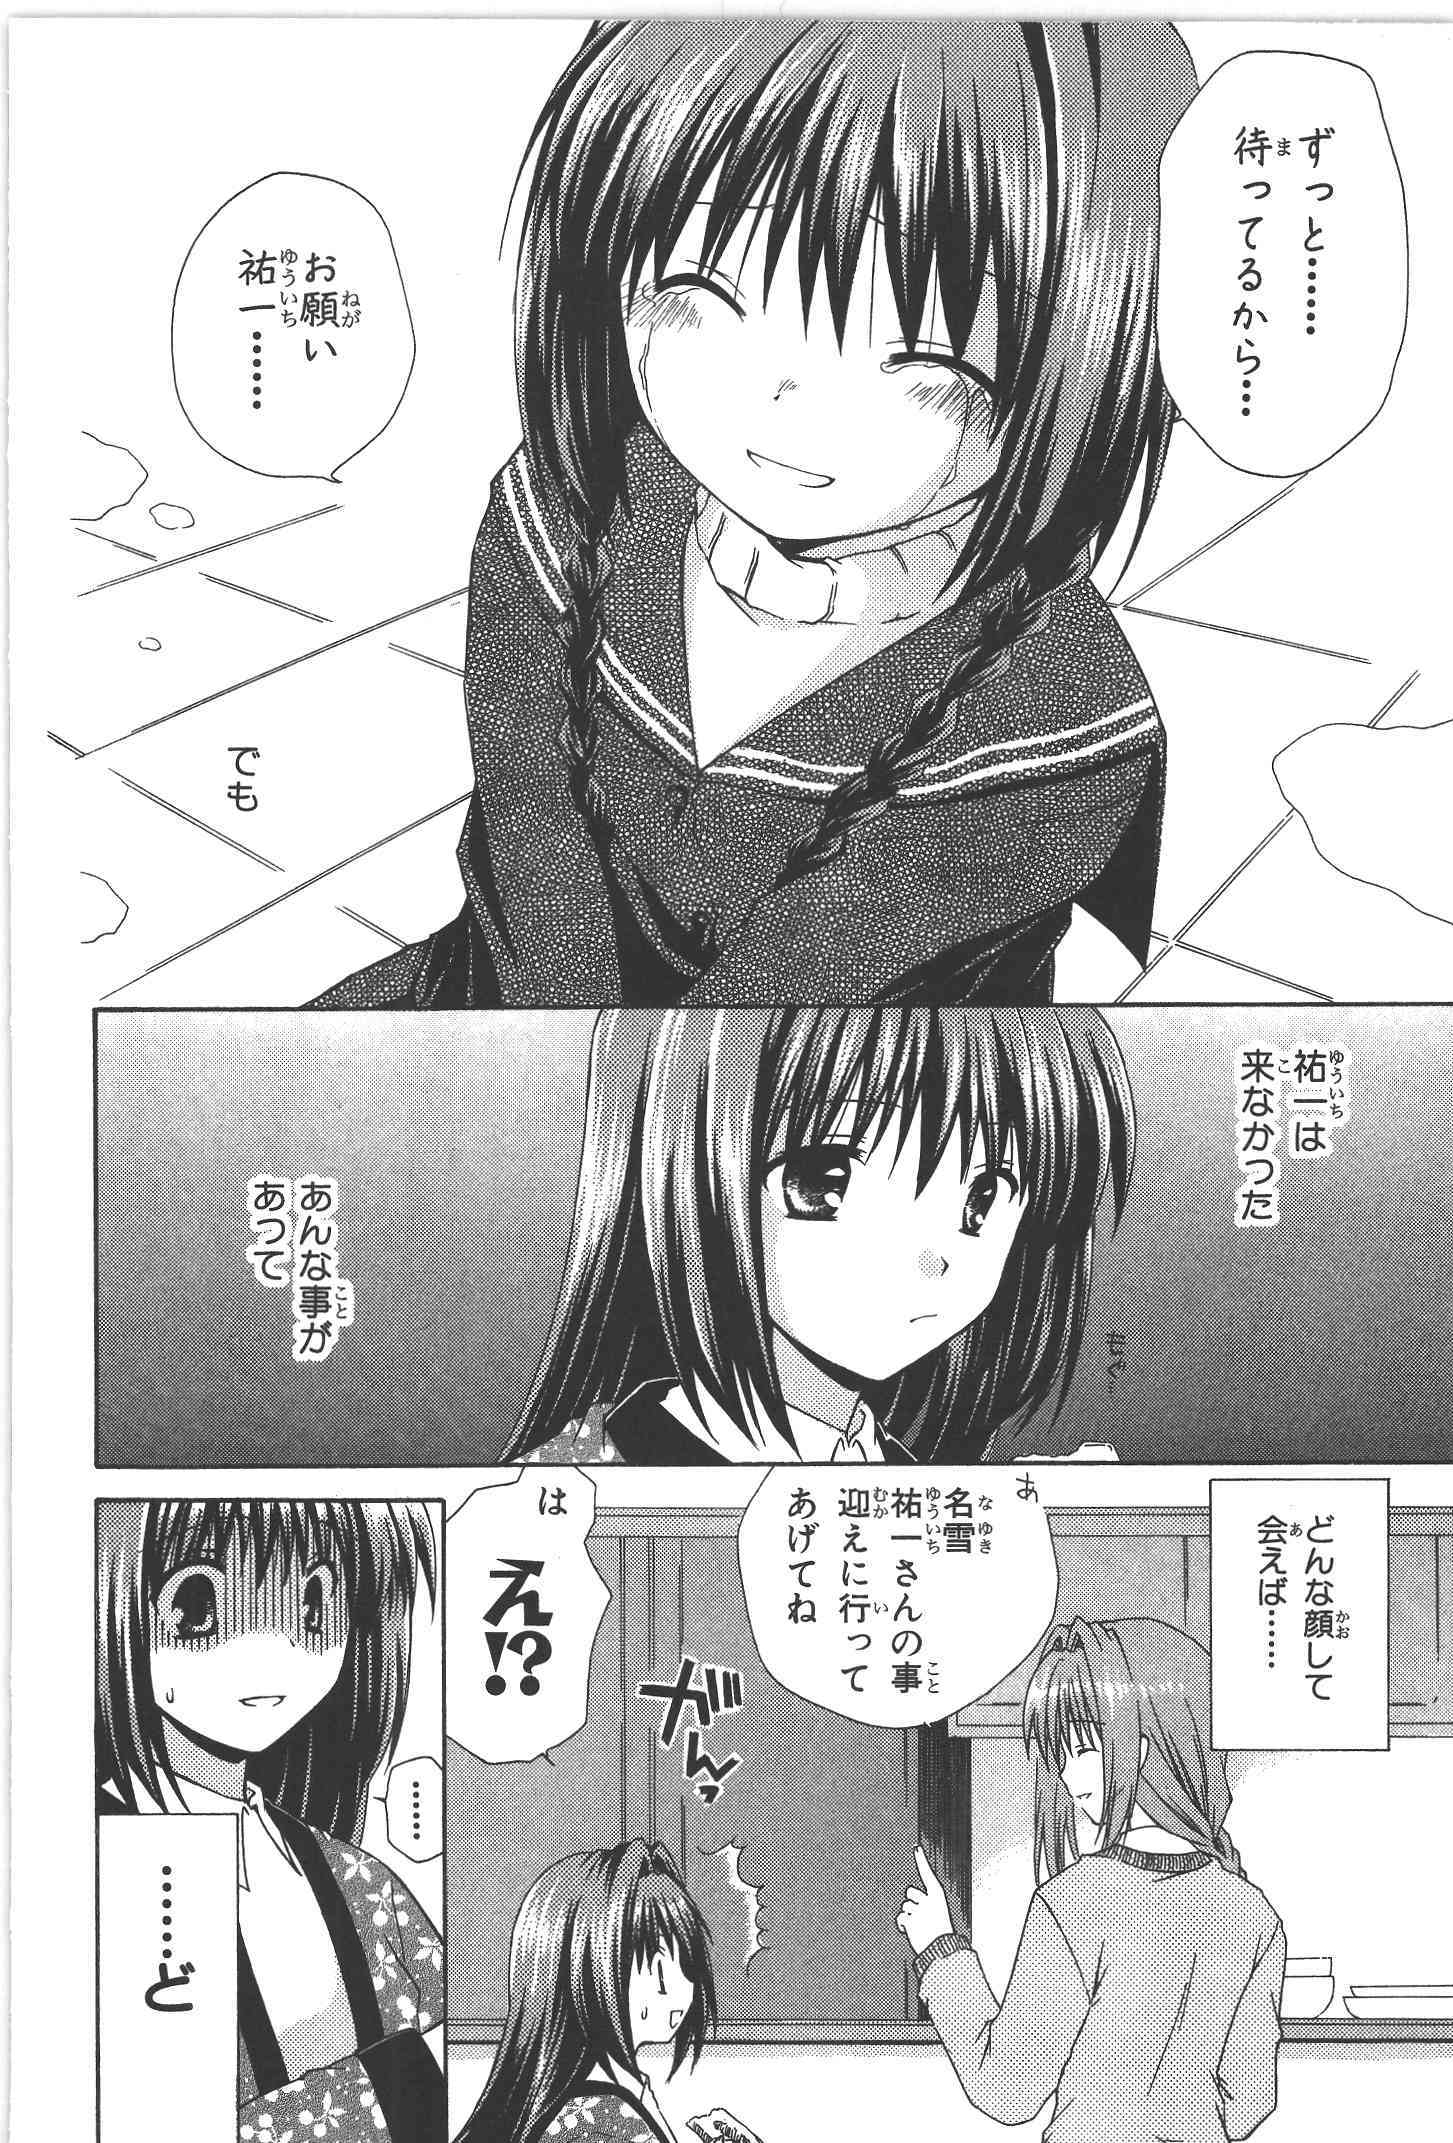 ずっと……
待ってるから…
お願い
祐一……
でも
祐一は
来なかった
あんな事が
あって
どんな顔して
会えば……
あ
名雪
祐一さんの事
迎えに行って
あげてね
ガんっ
は
え!?
……
……ど